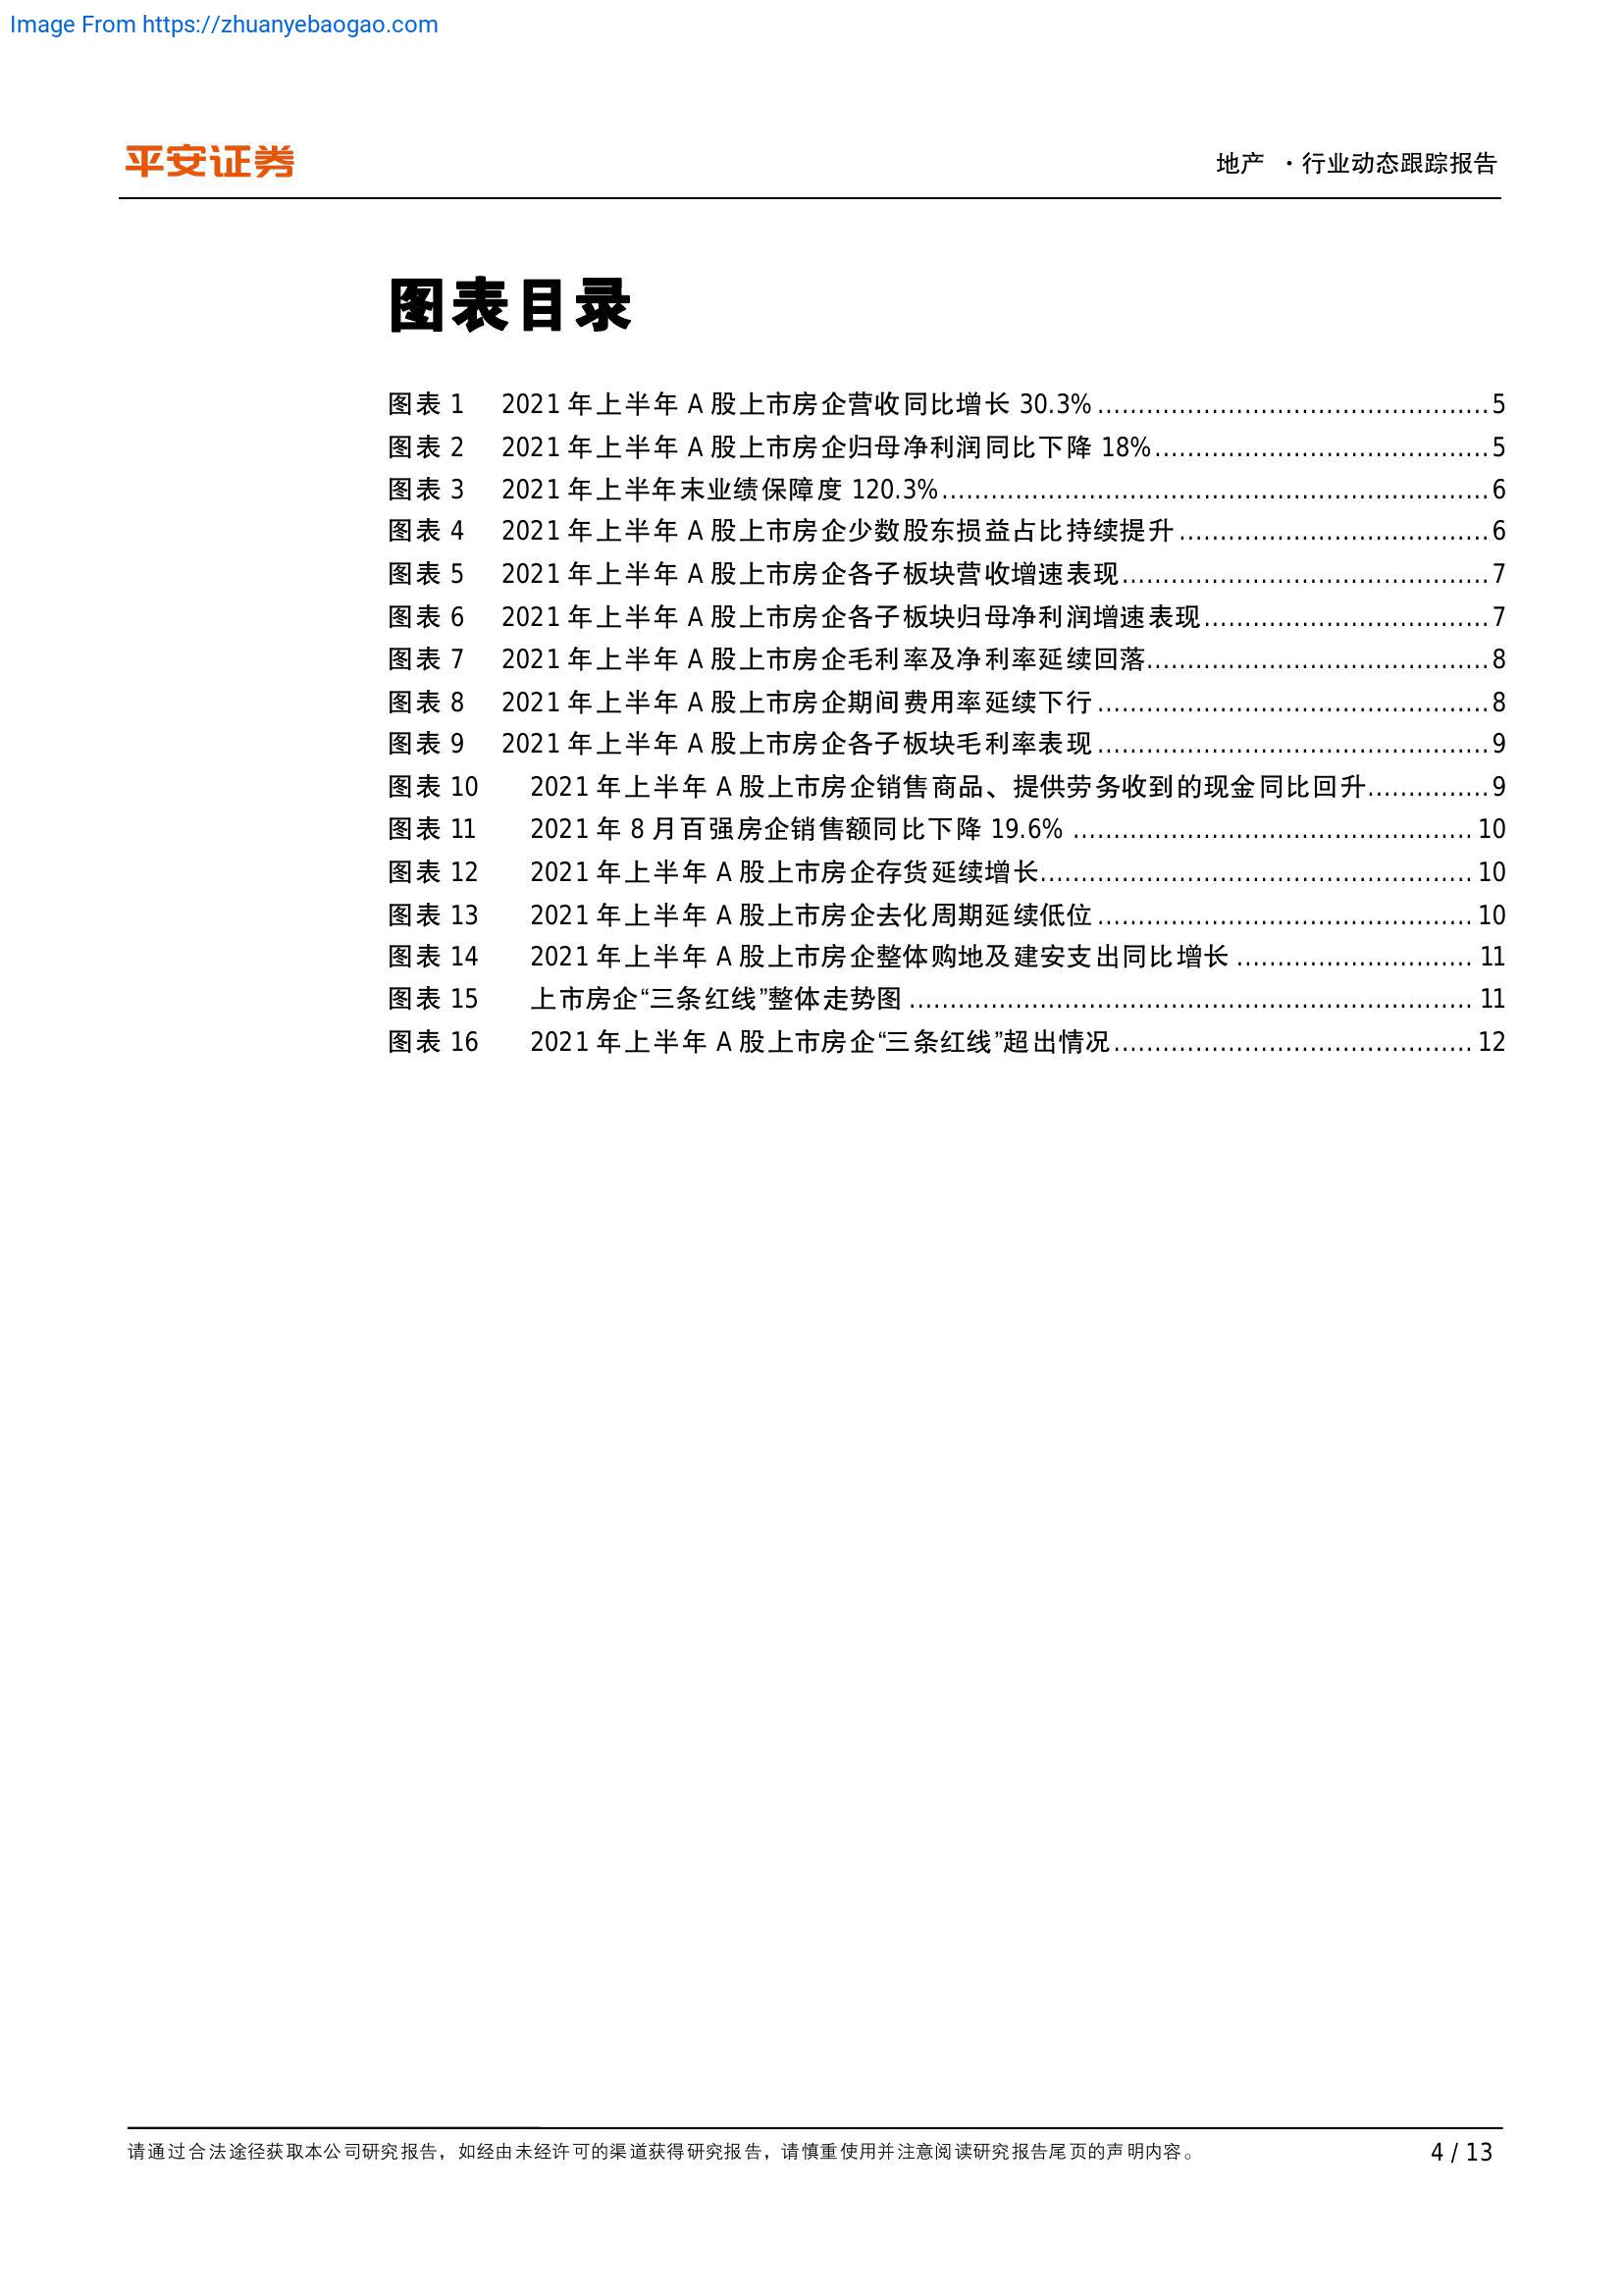 Image From https://zhuanyebaogao.com
平安证券
地产 ·行业动态跟踪报告
图表目录
图表 1 2021 年上半年 A 股上市房企营收同比增长 30.3% 5
图表 2 2021 年上半年 A 股上市房企归母净利润同比下降 18% 5
图表 3 2021 年上半年末业绩保障度 120.3% 6
图表 4 2021 年上半年 A 股上市房企少数股东损益占比持续提升 6
图表 5 2021 年上半年 A 股上市房企各子板块营收增速表现 7
图表 6 2021 年上半年 A 股上市房企各子板块归母净利润增速表现 7
图表 7 2021 年上半年 A 股上市房企毛利率及净利率延续回落 8
图表 8 2021 年上半年 A 股上市房企期间费用率延续下行 8
图表 9 2021 年上半年 A 股上市房企各子板块毛利率表现 9
图表 10 2021 年上半年 A 股上市房企销售商品、提供劳务收到的现金同比回升 9
图表 11 2021 年 8 月百强房企销售额同比下降 19.6% 10
图表 12 2021 年上半年 A 股上市房企存货延续增长 10
图表 13 2021 年上半年 A 股上市房企去化周期延续低位 10
图表 14 2021 年上半年 A 股上市房企整体购地及建安支出同比增长 11
图表 15 上市房企“三条红线”整体走势图 11
图表 16 2021 年上半年 A 股上市房企“三条红线”超出情况 12
请通过合法途径获取本公司研究报告，如经由未经许可的渠道获得研究报告，请慎重使用并注意阅读研究报告尾页的声明内容。
4 / 13